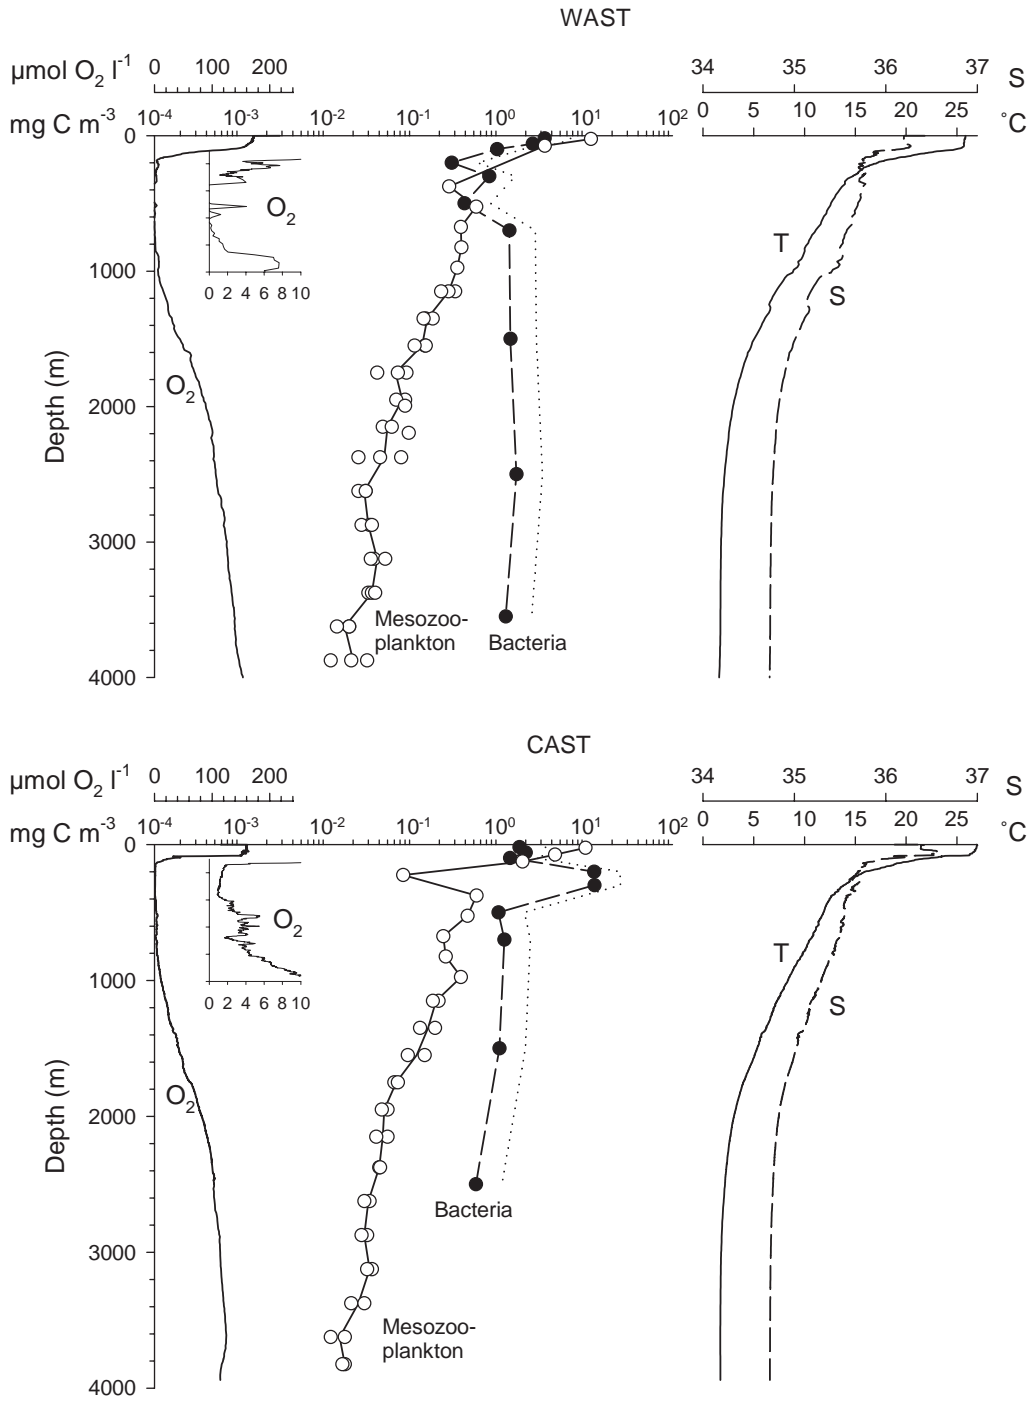 WAST
µmol O2 l-1 0 100 200 34 35 36 37 S
mg C m-3 10-4 10-3 10-2 10-1 100 101 102 0 5 10 15 20 25 °C
0
O2
T
1000
0 2 4 6 8 10
S
O2
Depth (m)
2000
3000
Mesozoo-
plankton
Bacteria
4000
CAST
µmol O2 l-1 0 100 200 34 35 36 37 S
mg C m-3 10-4 10-3 10-2 10-1 100 101 102 0 5 10 15 20 25 °C
0
O2
T
1000
0 2 4 6 8 10
S
O2
Depth (m)
2000
Bacteria
3000
Mesozoo-
plankton
4000